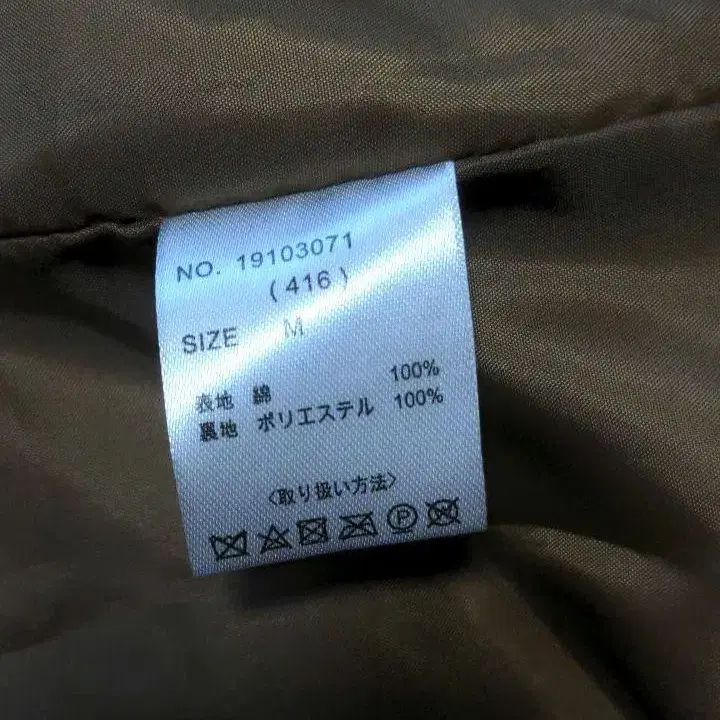 NO. 19103071
(416)
SIZE M
表地 綿 100%
裏地 ポリエステル 100%
〈取り扱い方法〉
P W